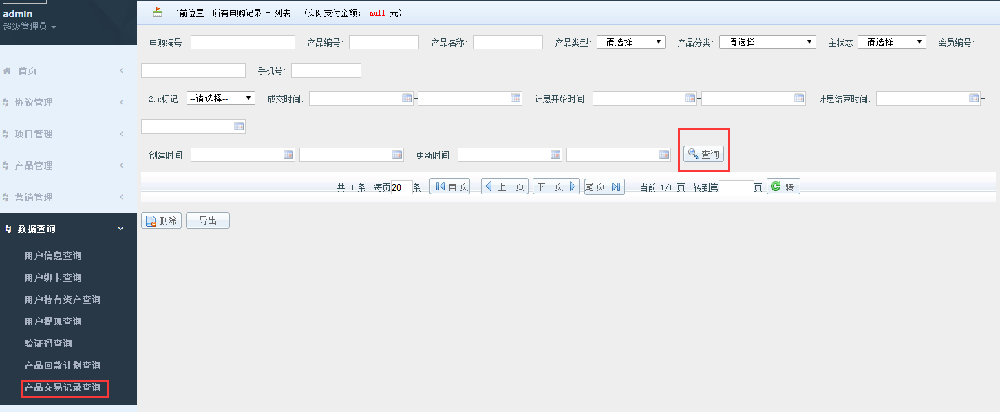 admin
超级管理员
首页
协议管理
项目管理
产品管理
营销管理
数据查询
用户信息查询
用户绑卡查询
用户持有资产查询
用户提现查询
验证码查询
产品回款计划查询
产品交易记录查询
当前位置: 所有申购记录 - 列表 (实际支付金额: null 元)
申购编号: 产品编号: 产品名称: 产品类型: --请选择-- 产品分类: --请选择-- 主状态: --请选择-- 会员编号:
手机号:
2.x标记: --请选择-- 成交时间: - 计息开始时间: - 计息结束时间: -
创建时间: - 更新时间: - 查询
共 0 条 每页20 条 首 页 上一页 下一页 尾 页 当前 1/1 页 转到第 页 转
删除 导出